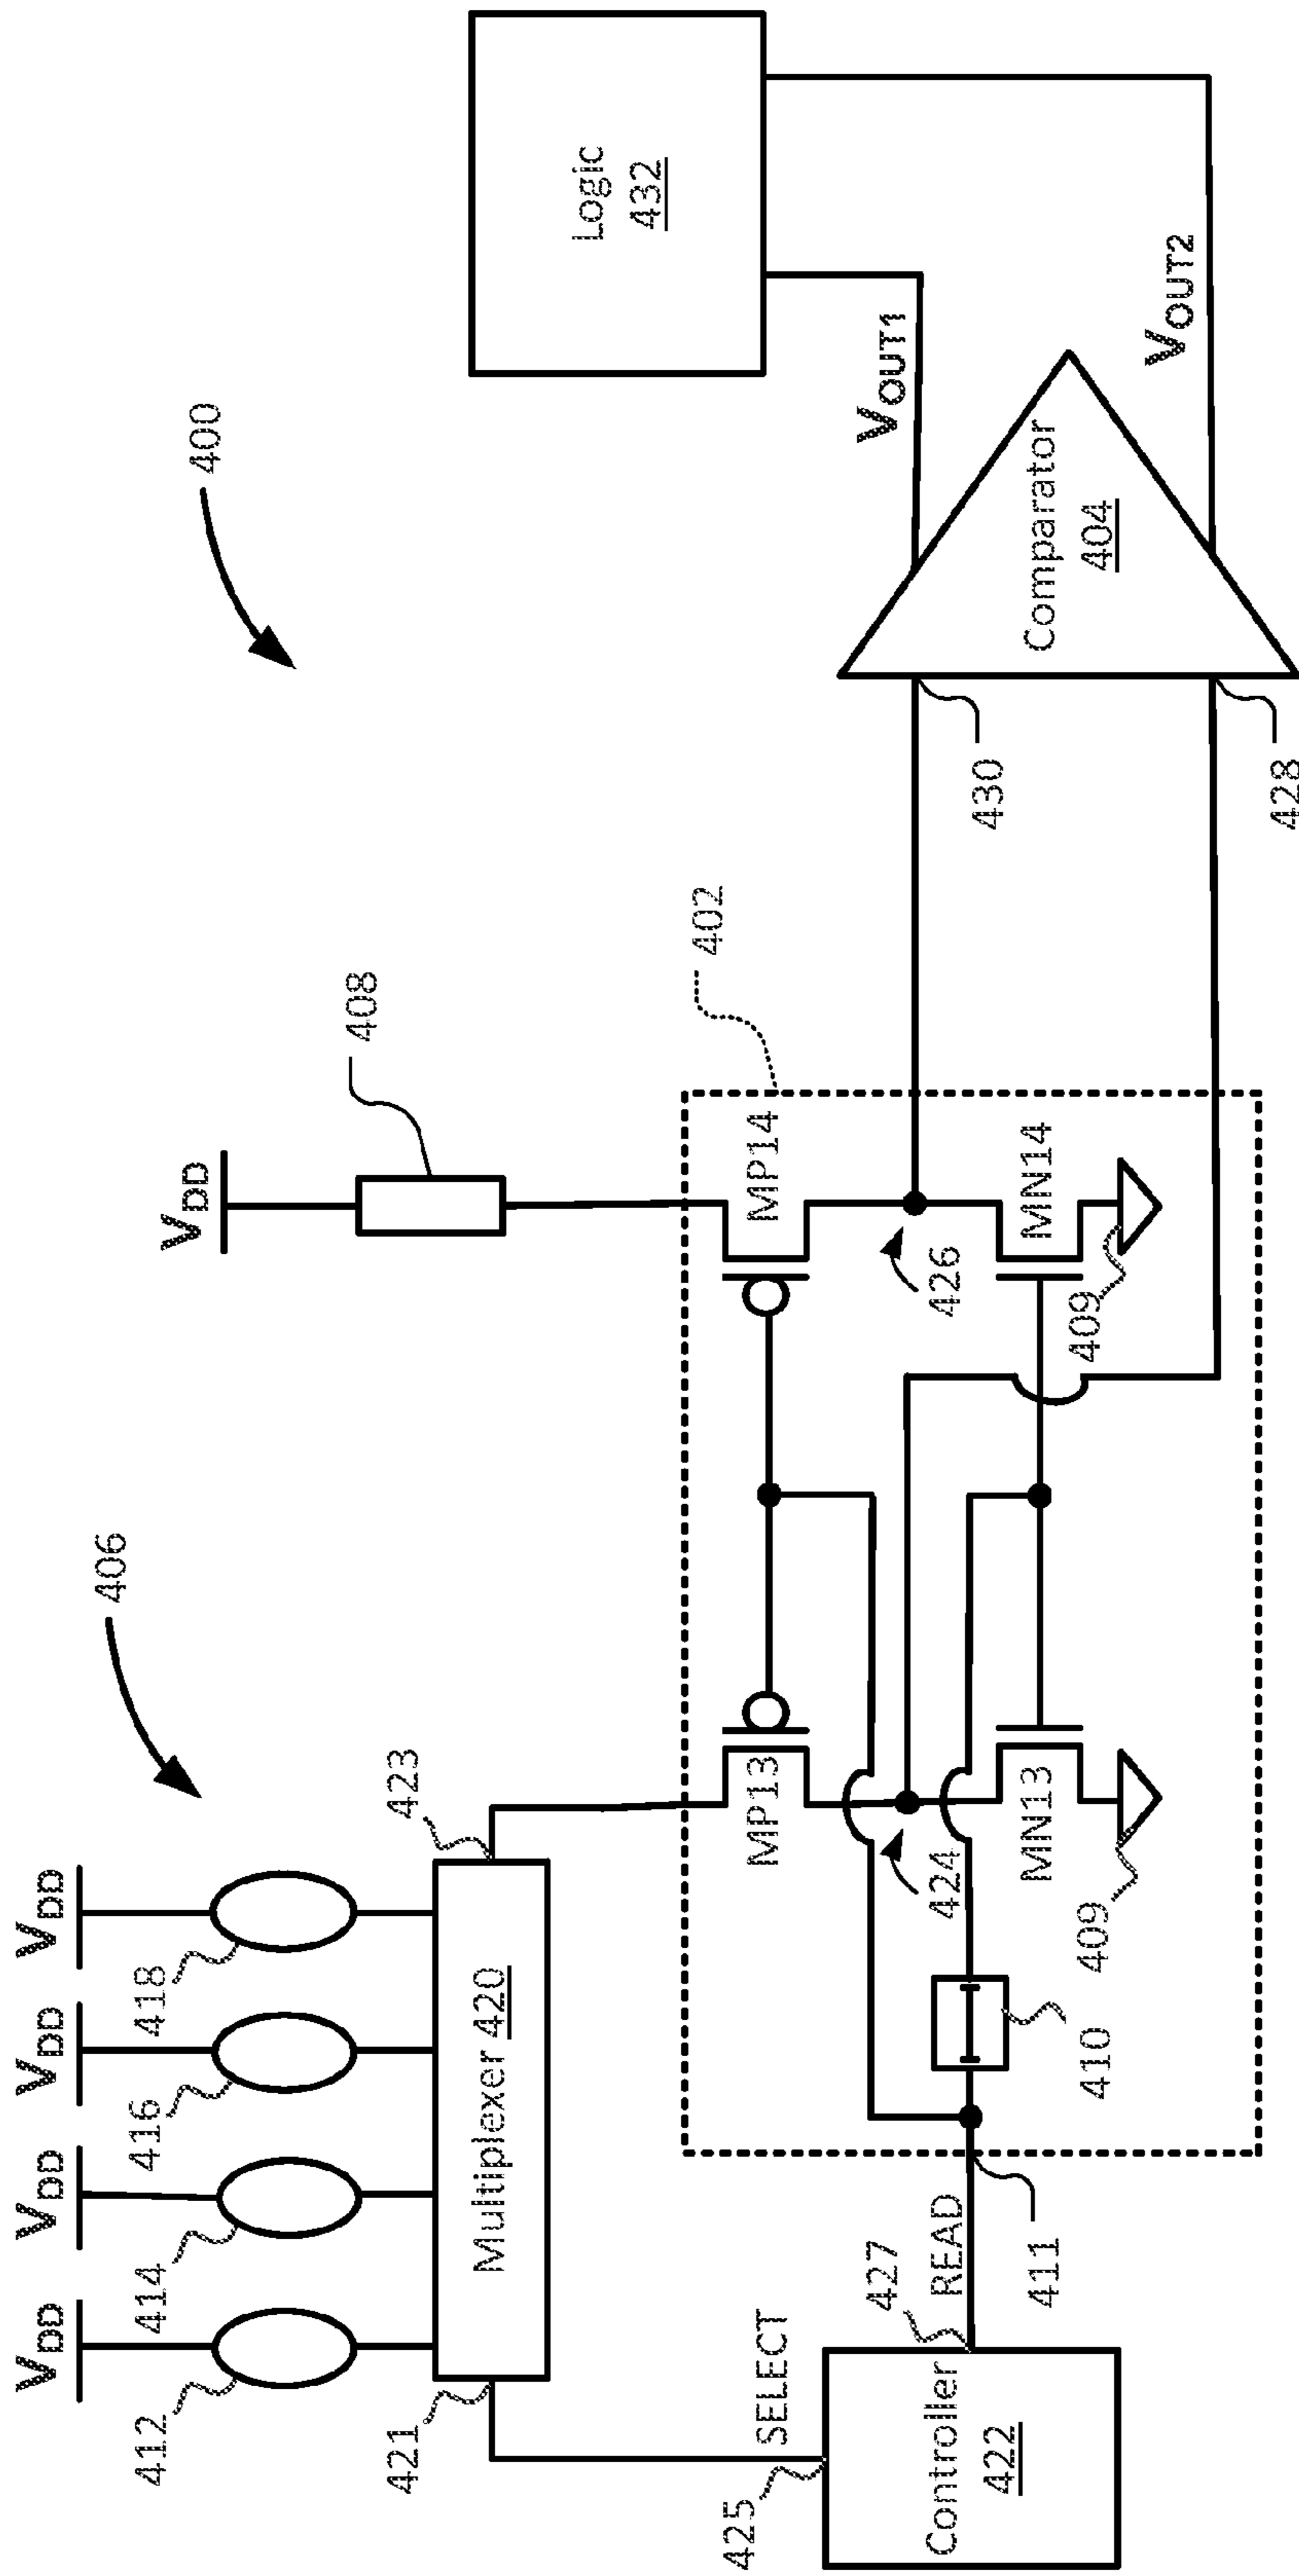 400
406
V_DD
V_DD
V_DD
V_DD
V_DD
412
414
416
418
408
421
Multiplexer 420
423
402
SELECT
425
Controller
422
427
READ
411
410
MP13
MP14
424
426
MN13
MN14
409
409
430
428
Comparator
404
V_OUT1
V_OUT2
Logic
432